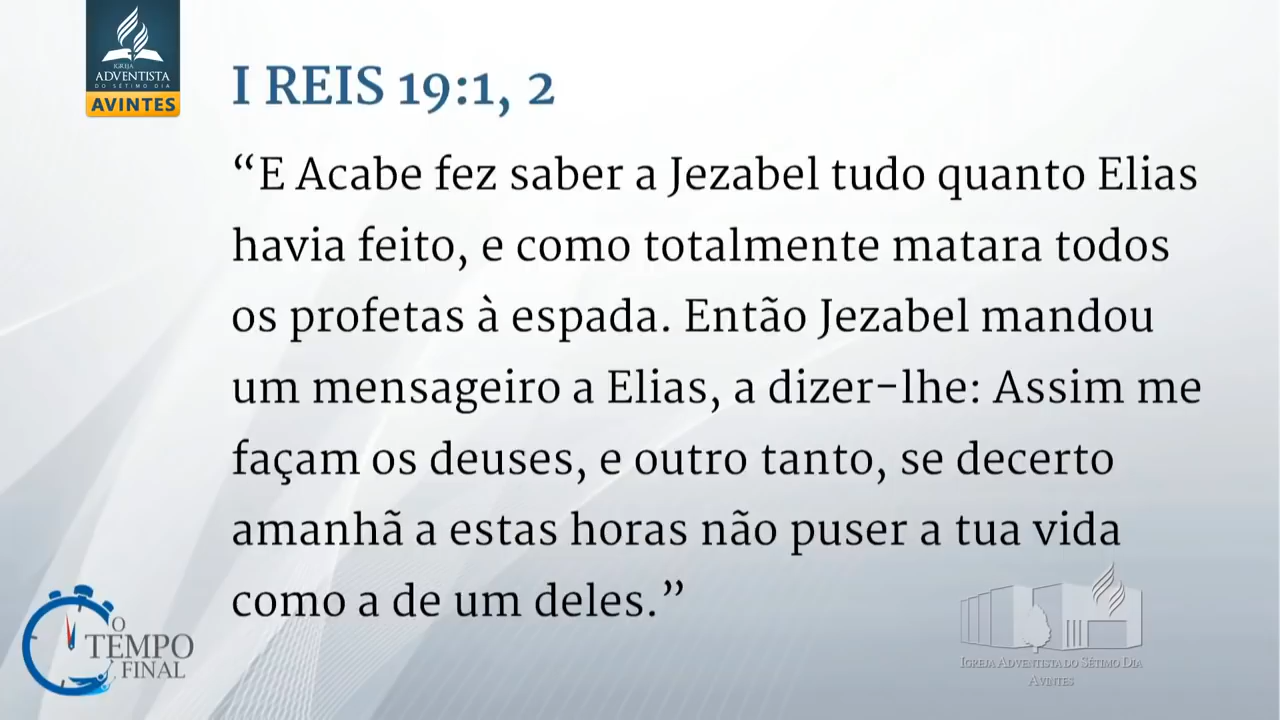 IGREJA
ADVENTISTA
DO SÉTIMO DIA
AVINTES
I REIS 19:1, 2
“E Acabe fez saber a Jezabel tudo quanto Elias
havia feito, e como totalmente matara todos
os profetas à espada. Então Jezabel mandou
um mensageiro a Elias, a dizer-lhe: Assim me
façam os deuses, e outro tanto, se decerto
amanhã a estas horas não puser a tua vida
como a de um deles.”
O
TEMPO
FINAL
IGREJA ADVENTISTA DO SÉTIMO DIA
AVINTES